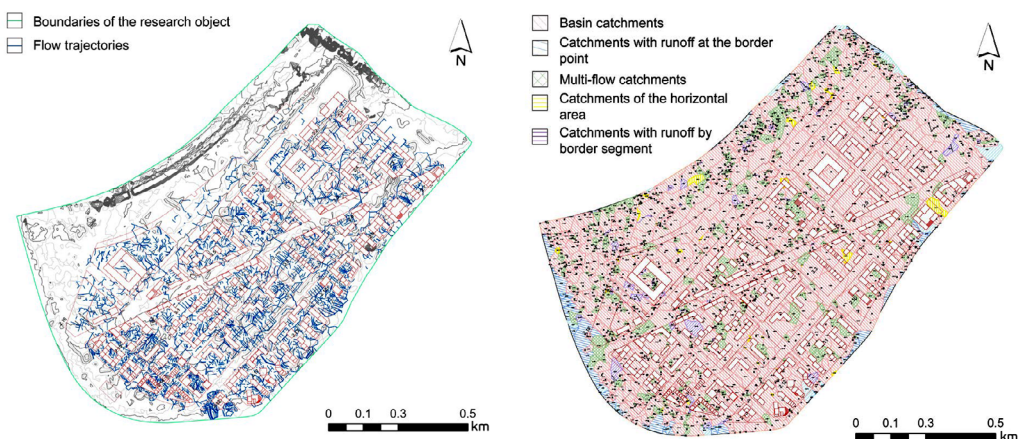 Boundaries of the research object
Flow trajectories
N
0 0.1 0.3 0.5
km
Basin catchments
Catchments with runoff at the border
point
Multi-flow catchments
Catchments of the horizontal
area
Catchments with runoff by
border segment
N
0 0.1 0.3 0.5
km